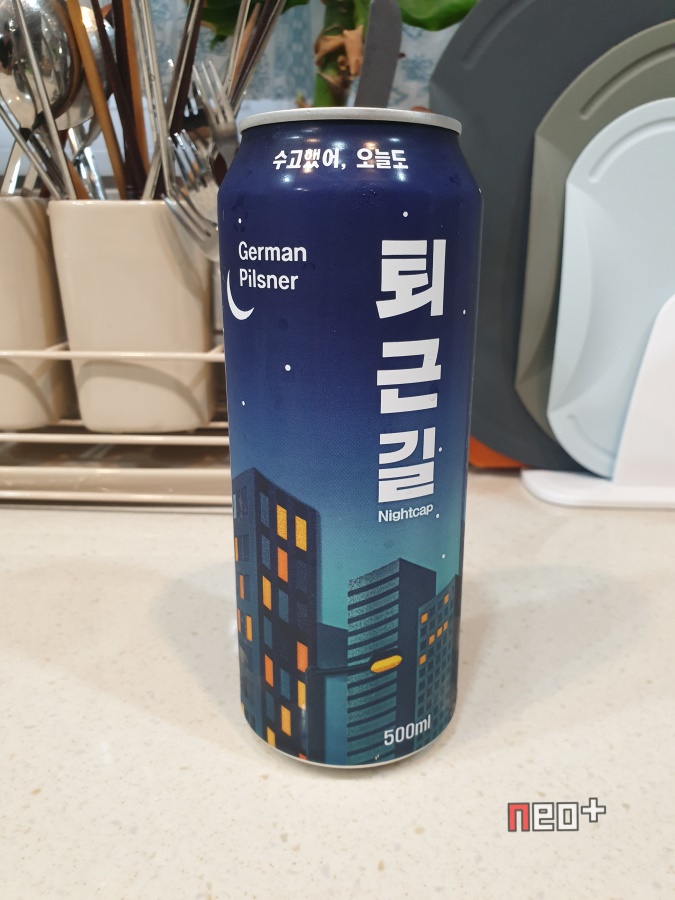 수고했어, 오늘도
German
Pilsner
퇴근길
Nightcap
500ml
neo+